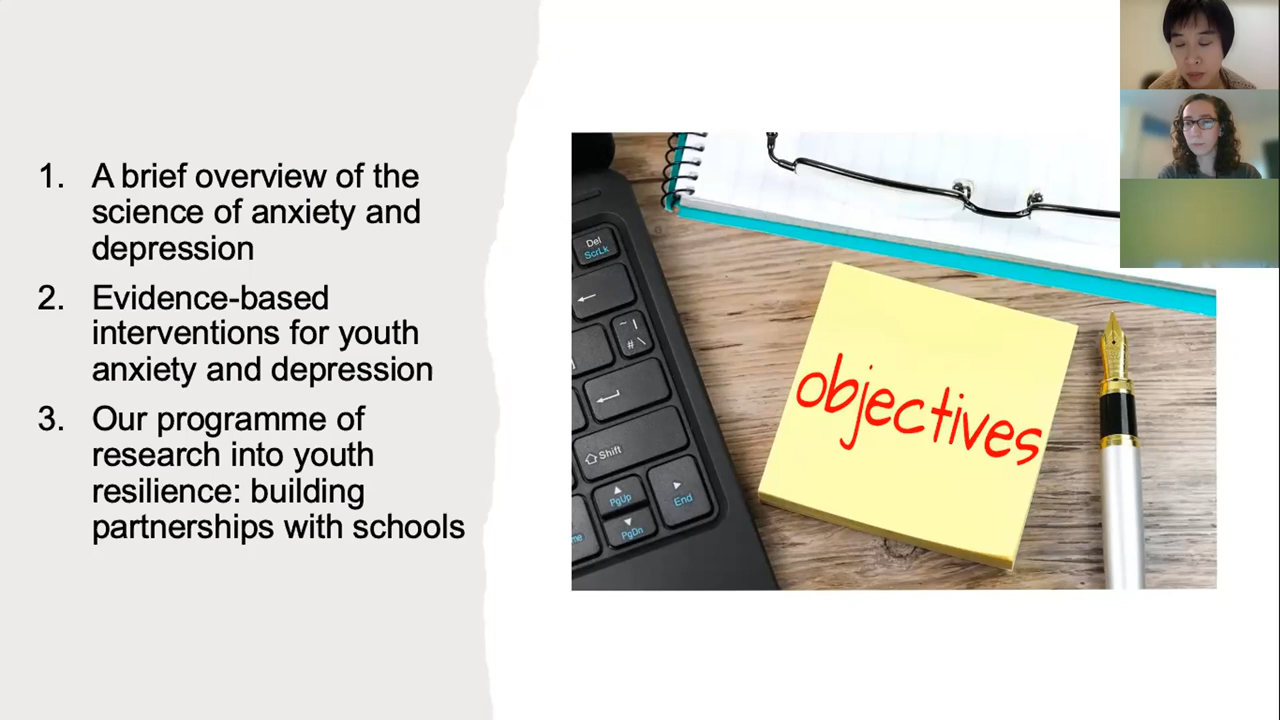 1. A brief overview of the
science of anxiety and
depression
2. Evidence-based
interventions for youth
anxiety and depression
3. Our programme of
research into youth
resilience: building
partnerships with schools
Del
ScrLk
~ \
# \
Shift
PgUp
End
PgDn
objectives